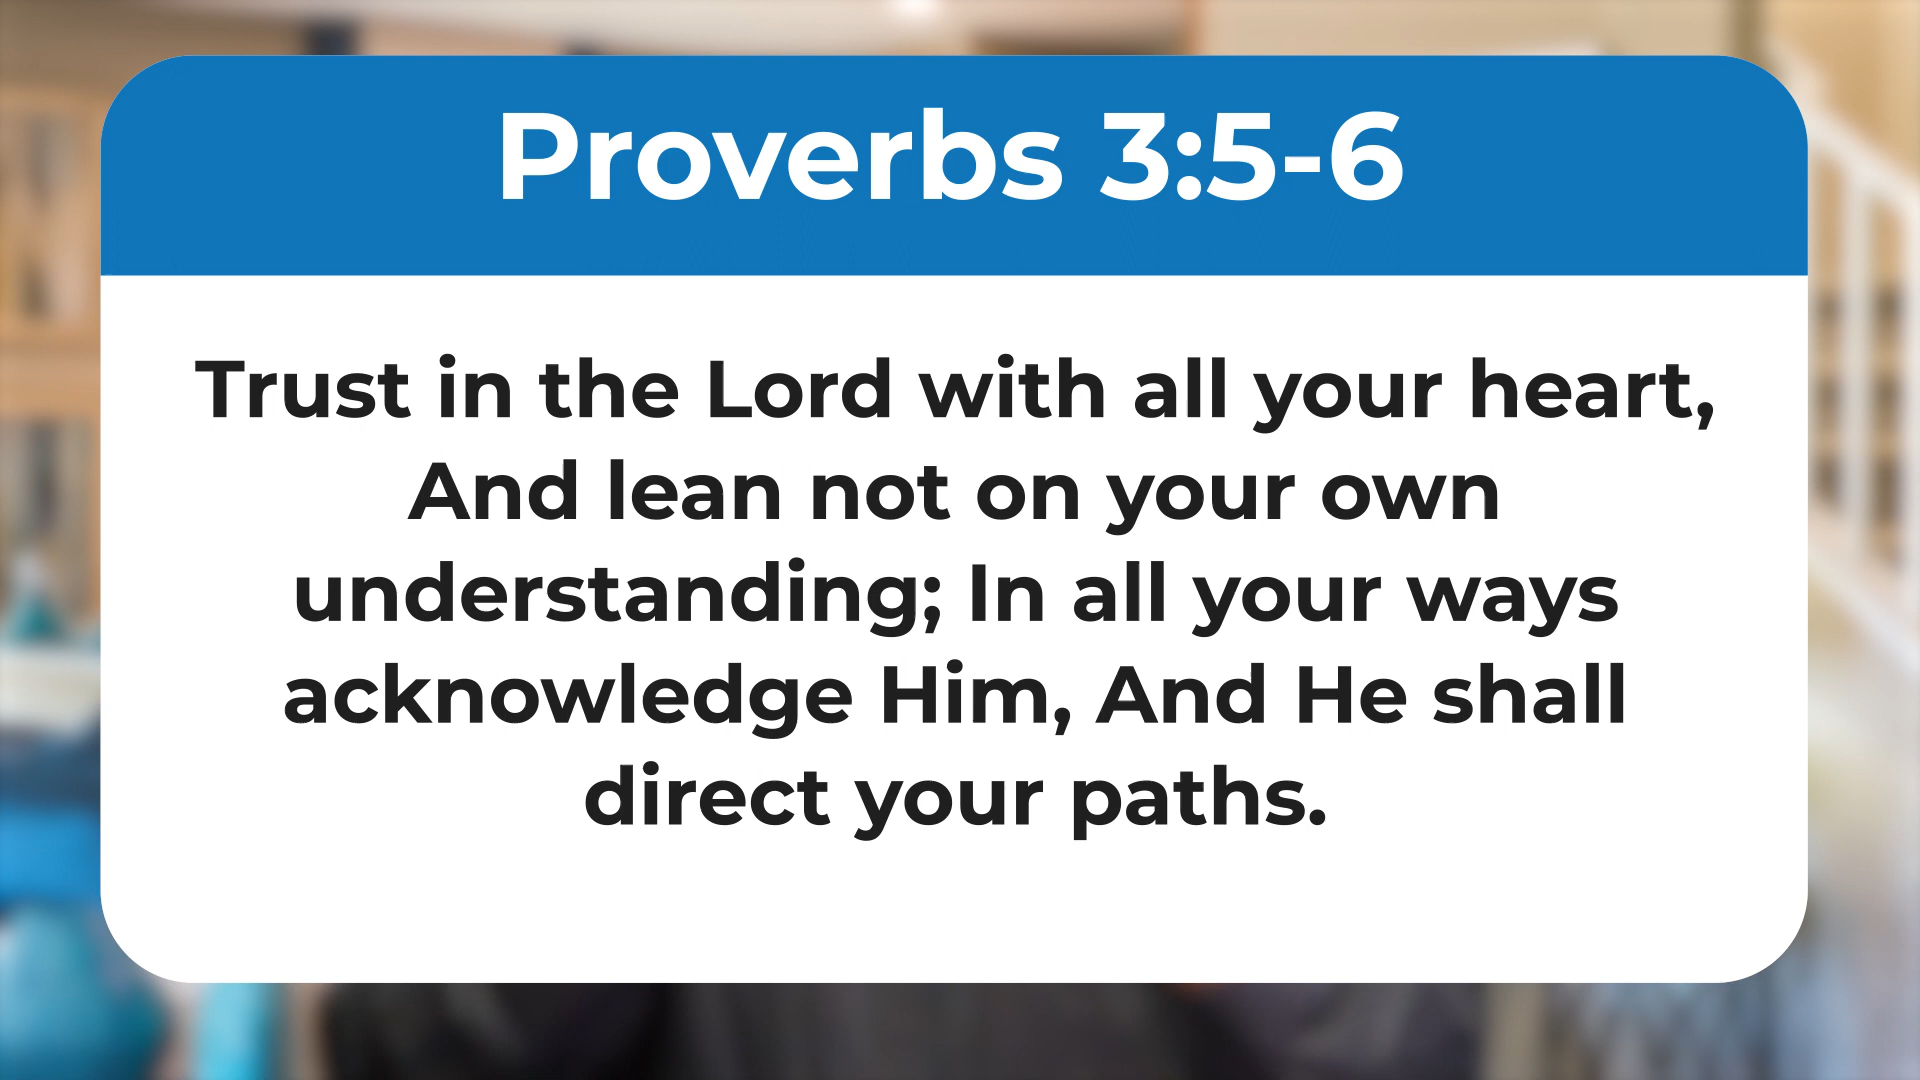 Proverbs 3:5-6
Trust in the Lord with all your heart,
And lean not on your own
understanding; In all your ways
acknowledge Him, And He shall
direct your paths.